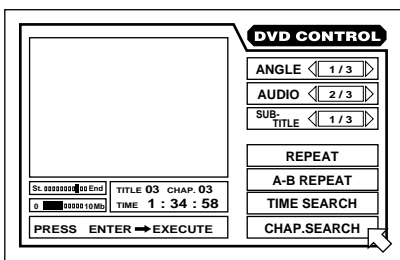 DVD CONTROL
ANGLE 1 / 3
AUDIO 2 / 3
SUB-TITLE 1 / 3
REPEAT
A-B REPEAT
TIME SEARCH
CHAP.SEARCH
St. End
0 10Mb
TITLE 03 CHAP. 03
TIME 1 : 34 : 58
PRESS ENTER ➡ EXECUTE